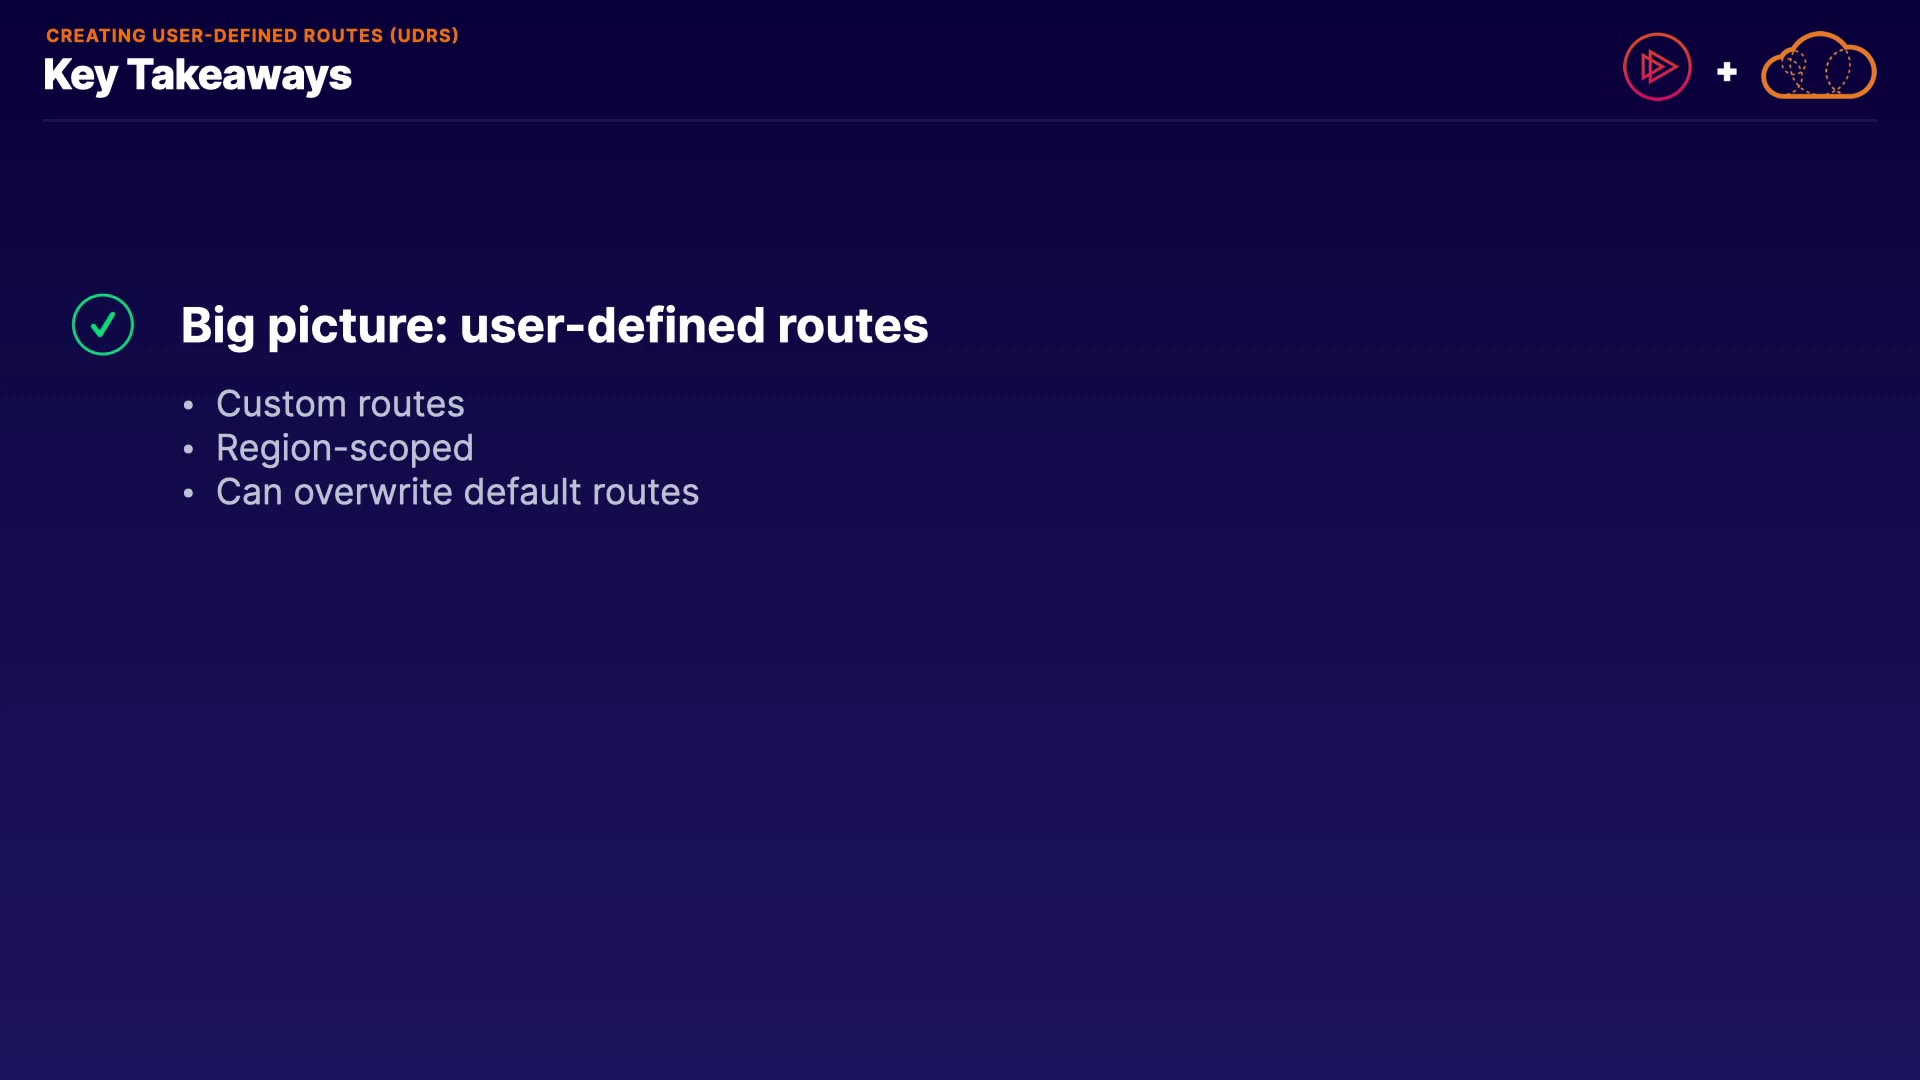 CREATING USER-DEFINED ROUTES (UDRS)
Key Takeaways
+
Big picture: user-defined routes
• Custom routes
• Region-scoped
• Can overwrite default routes